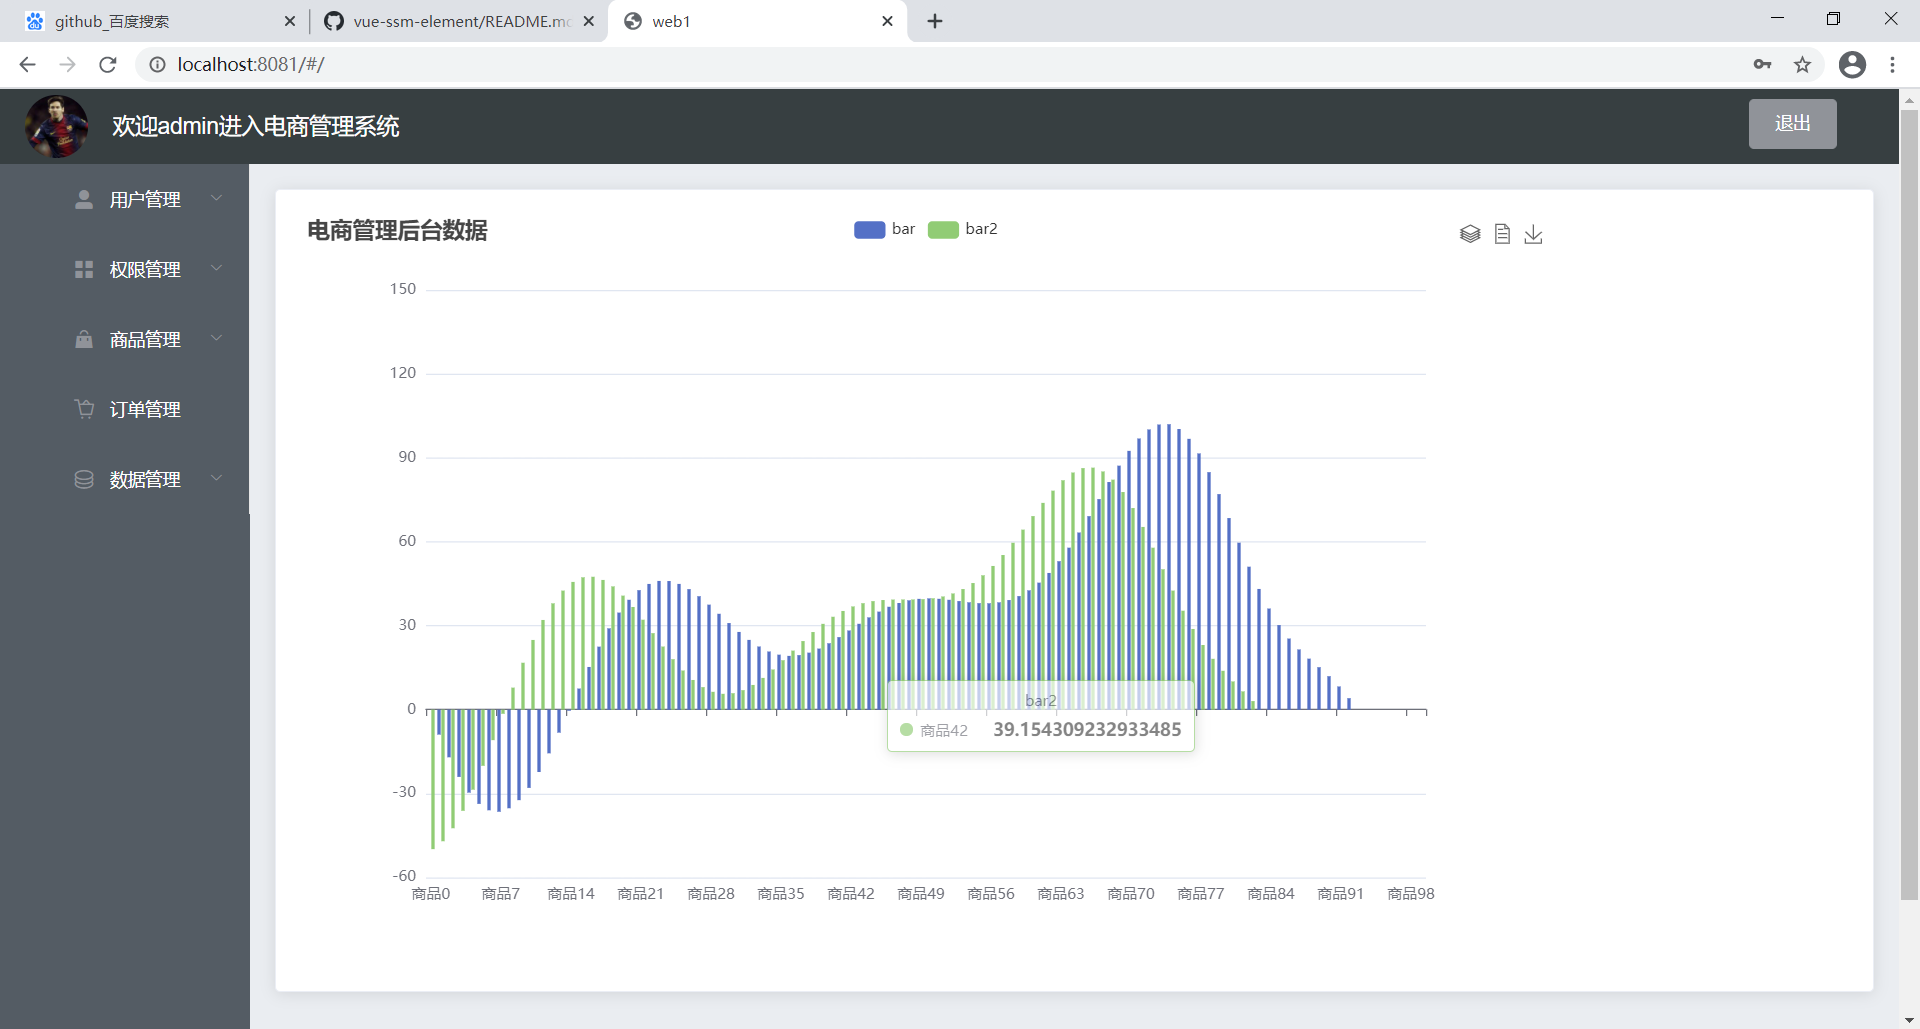 github_百度搜索
vue-ssm-element/README.m
web1
localhost:8081/#/
欢迎admin进入电商管理系统
退出
用户管理
权限管理
商品管理
订单管理
数据管理
电商管理后台数据
bar
bar2
150
120
90
60
30
0
-30
-60
bar2
商品42 39.154309232933485
商品0 商品7 商品14 商品21 商品28 商品35 商品42 商品49 商品56 商品63 商品70 商品77 商品84 商品91 商品98